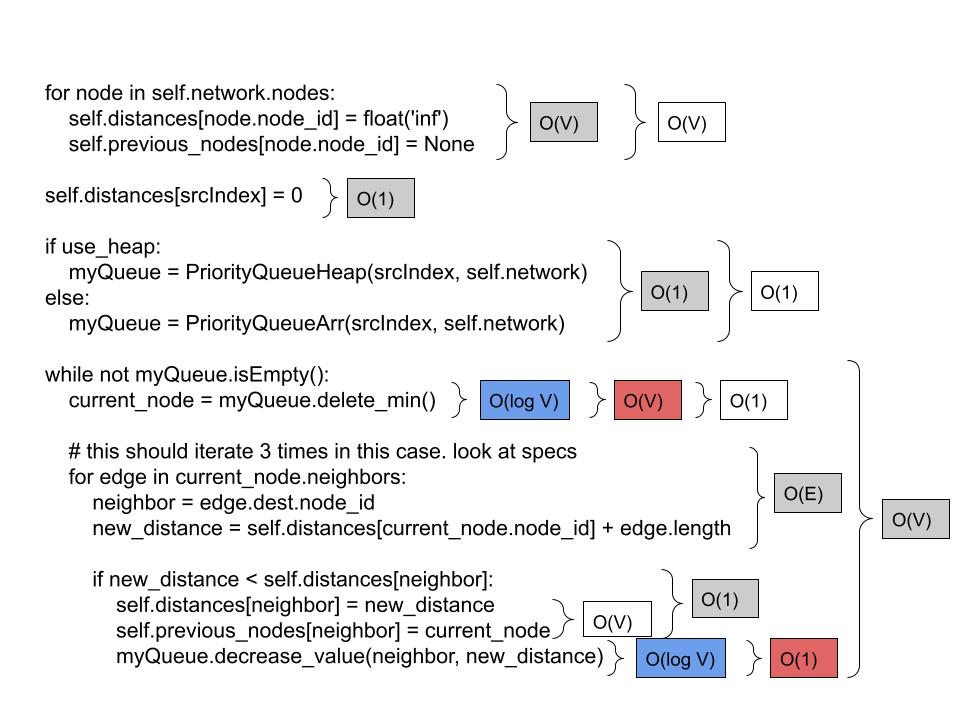 for node in self.network.nodes:
self.distances[node.node_id] = float('inf') O(V) O(V)
self.previous_nodes[node.node_id] = None
self.distances[srcIndex] = 0 O(1)
if use_heap:
myQueue = PriorityQueueHeap(srcIndex, self.network)
O(1) O(1)
else:
myQueue = PriorityQueueArr(srcIndex, self.network)
while not myQueue.isEmpty():
current_node = myQueue.delete_min() O(log V) O(V) O(1)
# this should iterate 3 times in this case. look at specs
for edge in current_node.neighbors:
O(E)
neighbor = edge.dest.node_id
O(V)
new_distance = self.distances[current_node.node_id] + edge.length
if new_distance < self.distances[neighbor]:
O(1)
self.distances[neighbor] = new_distance
O(V)
self.previous_nodes[neighbor] = current_node
myQueue.decrease_value(neighbor, new_distance) O(log V) O(1)